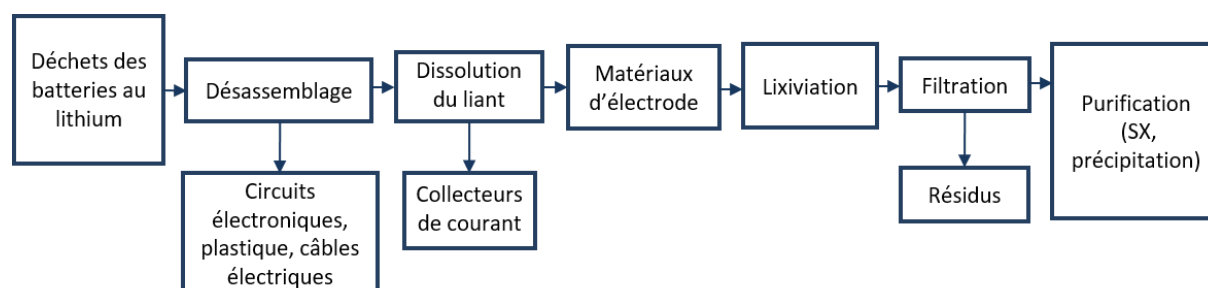 Déchets des
batteries au
lithium
Désassemblage
Circuits
électroniques,
plastique, câbles
électriques
Dissolution
du liant
Collecteurs
de courant
Matériaux
d'électrode
Lixiviation
Filtration
Résidus
Purification
(SX,
précipitation)